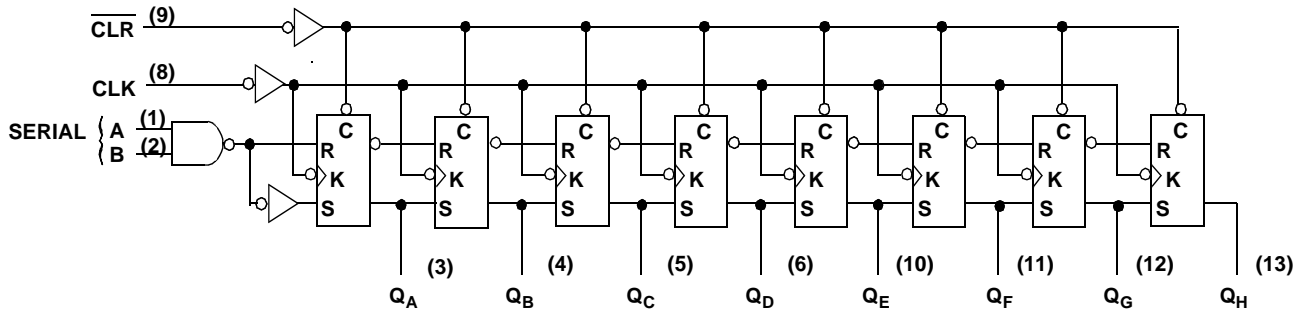 CLR (9)
CLK (8)
SERIAL { A (1)
B (2)
C C C C C C C C
R R R R R R R R
K K K K K K K K
S S S S S S S S
(3) (4) (5) (6) (10) (11) (12) (13)
QA QB QC QD QE QF QG QH